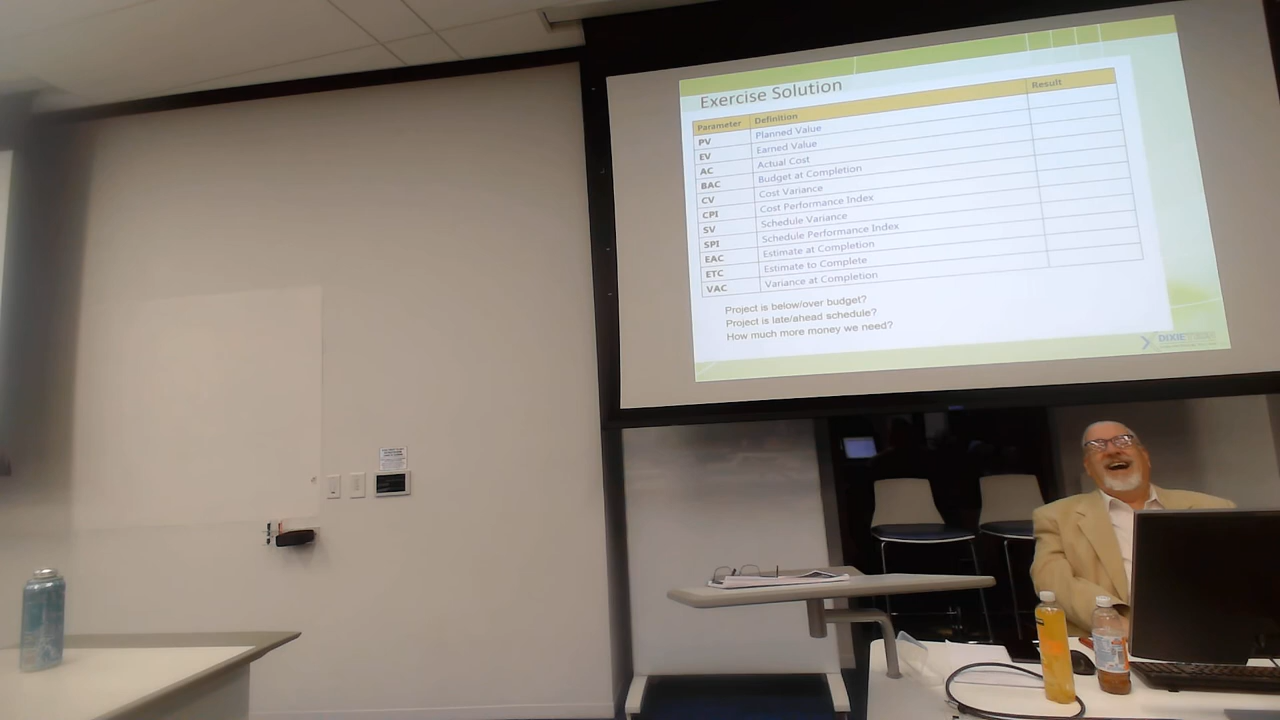 Exercise Solution
Parameter Definition Result
PV Planned Value
EV Earned Value
AC Actual Cost
BAC Budget at Completion
CV Cost Variance
CPI Cost Performance Index
SV Schedule Variance
SPI Schedule Performance Index
EAC Estimate at Completion
ETC Estimate to Complete
VAC Variance at Completion
Project is below/over budget?
Project is late/ahead schedule?
How much more money we need?